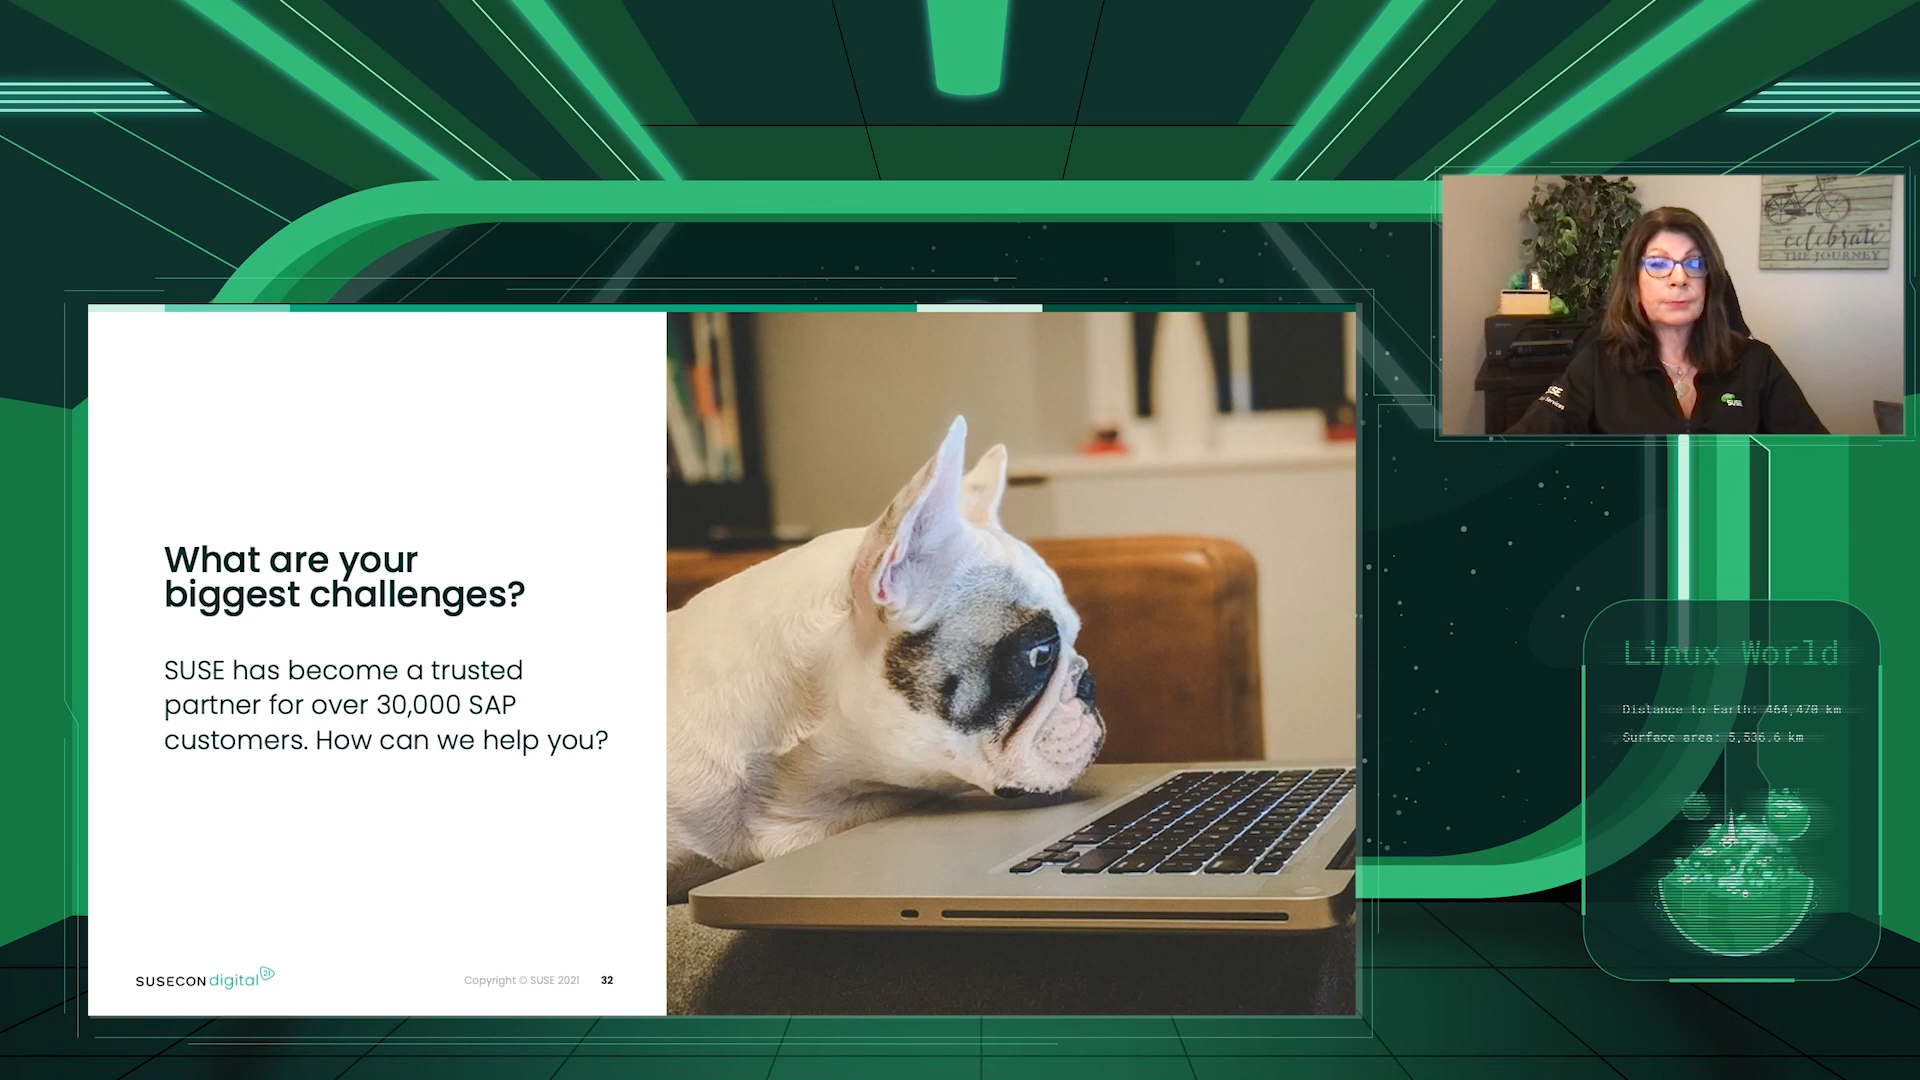 What are your
biggest challenges?
SUSE has become a trusted
partner for over 30,000 SAP
customers. How can we help you?
SUSECON digital 21
Copyright © SUSE 2021 32
celebrate
THE JOURNEY
SUSE
Linux World
Distance to Earth: 464,470 km
Surface area: 5,536.6 km